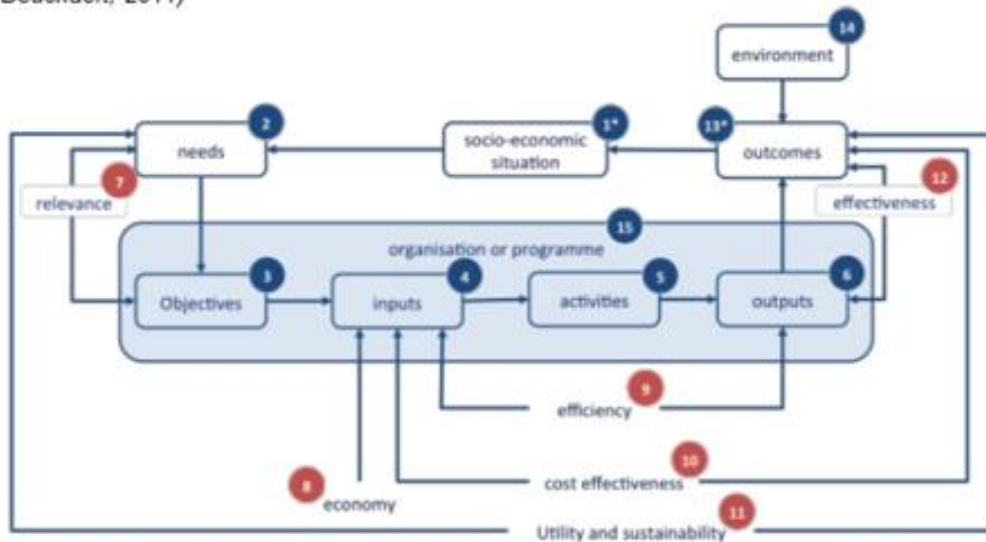 14
environment
2
needs
1*
socio-economic
situation
13*
outcomes
7
relevance
12
effectiveness
15
organisation or programme
3
Objectives
4
inputs
5
activities
6
outputs
9
efficiency
10
cost effectiveness
8
economy
11
Utility and sustainability